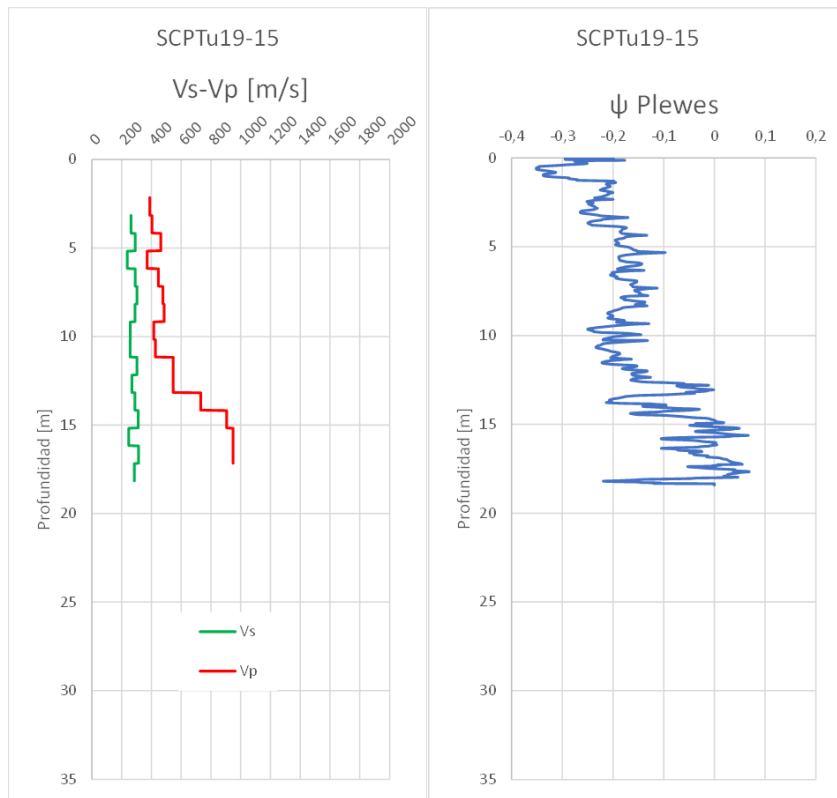 SCPTu19-15
Vs-Vp [m/s]
0 200 400 600 800 1000 1200 1400 1600 1800 2000
0
5
10
15
20
25
30
35
Profundidad [m]
Vs
Vp
SCPTu19-15
ψ Plewes
-0,4 -0,3 -0,2 -0,1 0 0,1 0,2
0
5
10
15
20
25
30
35
Profundidad [m]